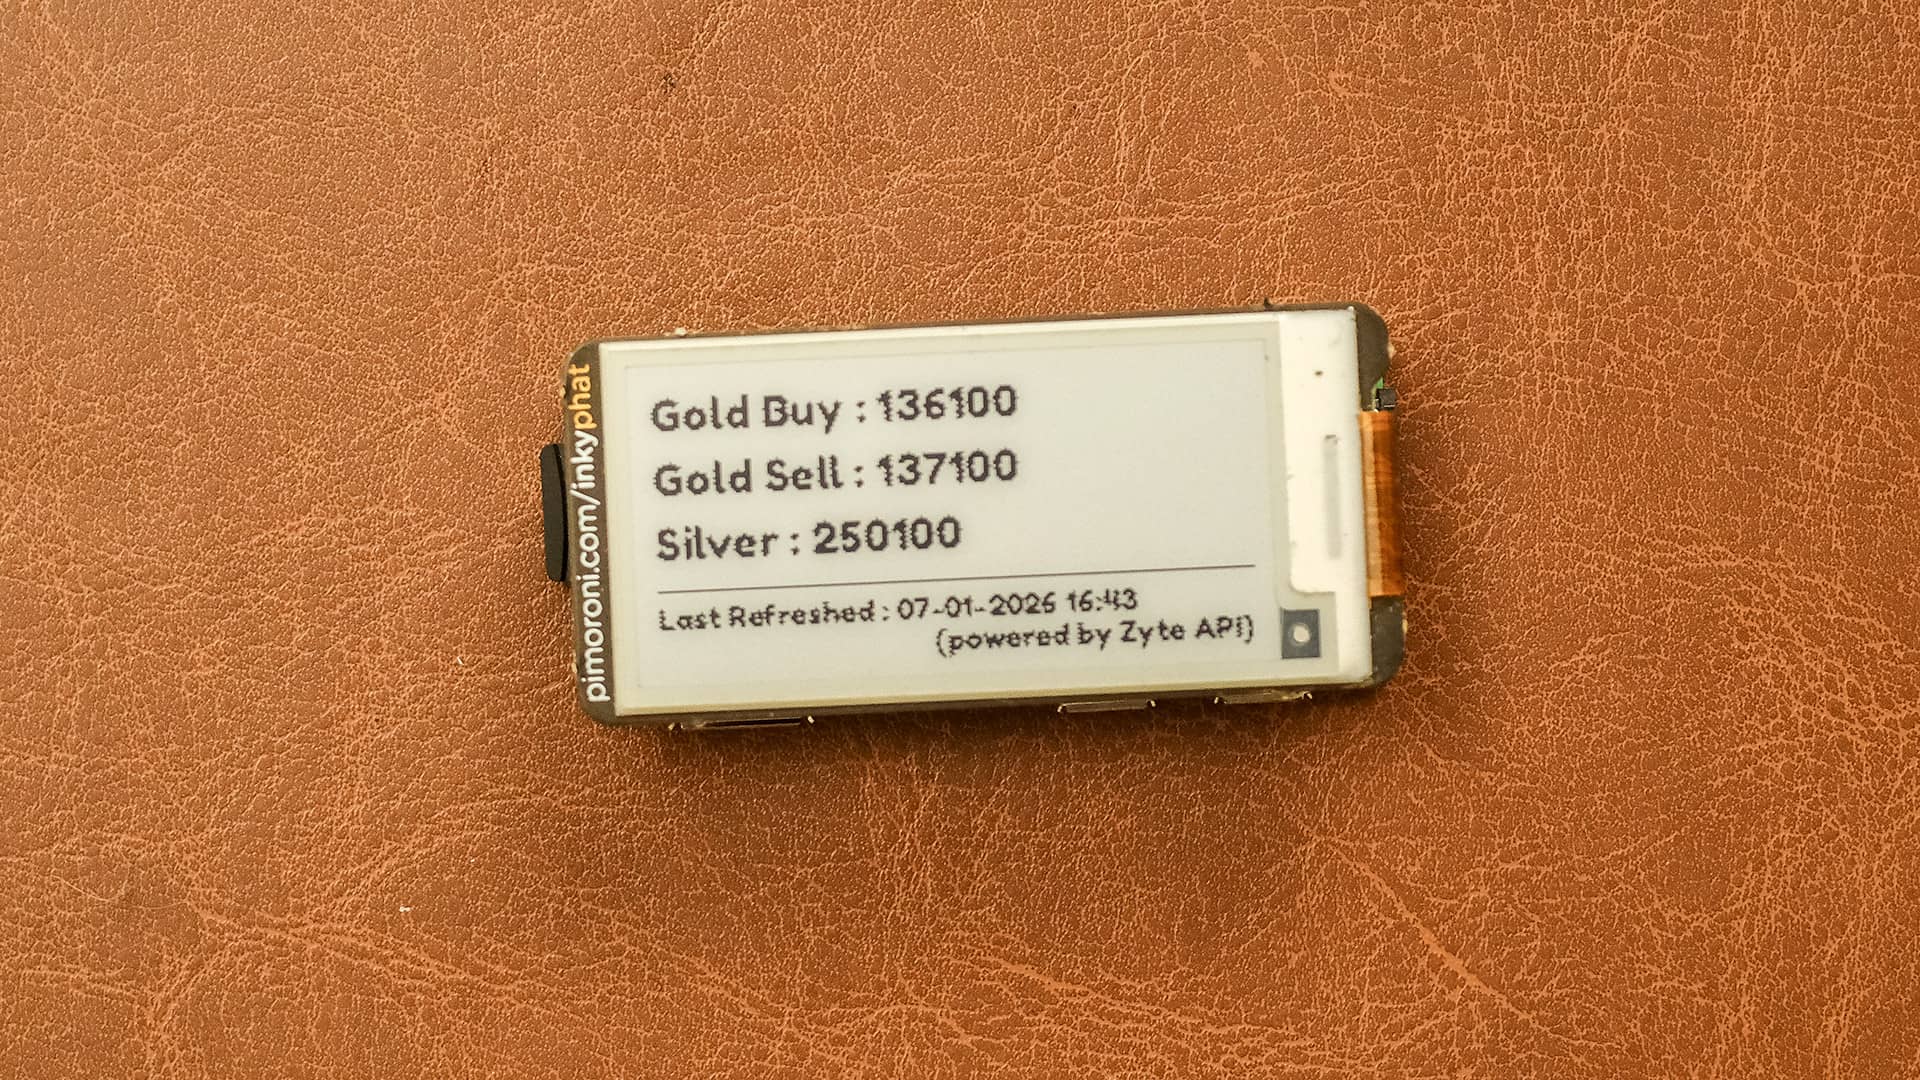 pimoroni.com/inkyphat
Gold Buy : 136100
Gold Sell : 137100
Silver : 250100
Last Refreshed : 07-01-2026 16:43
(powered by Zyte API)